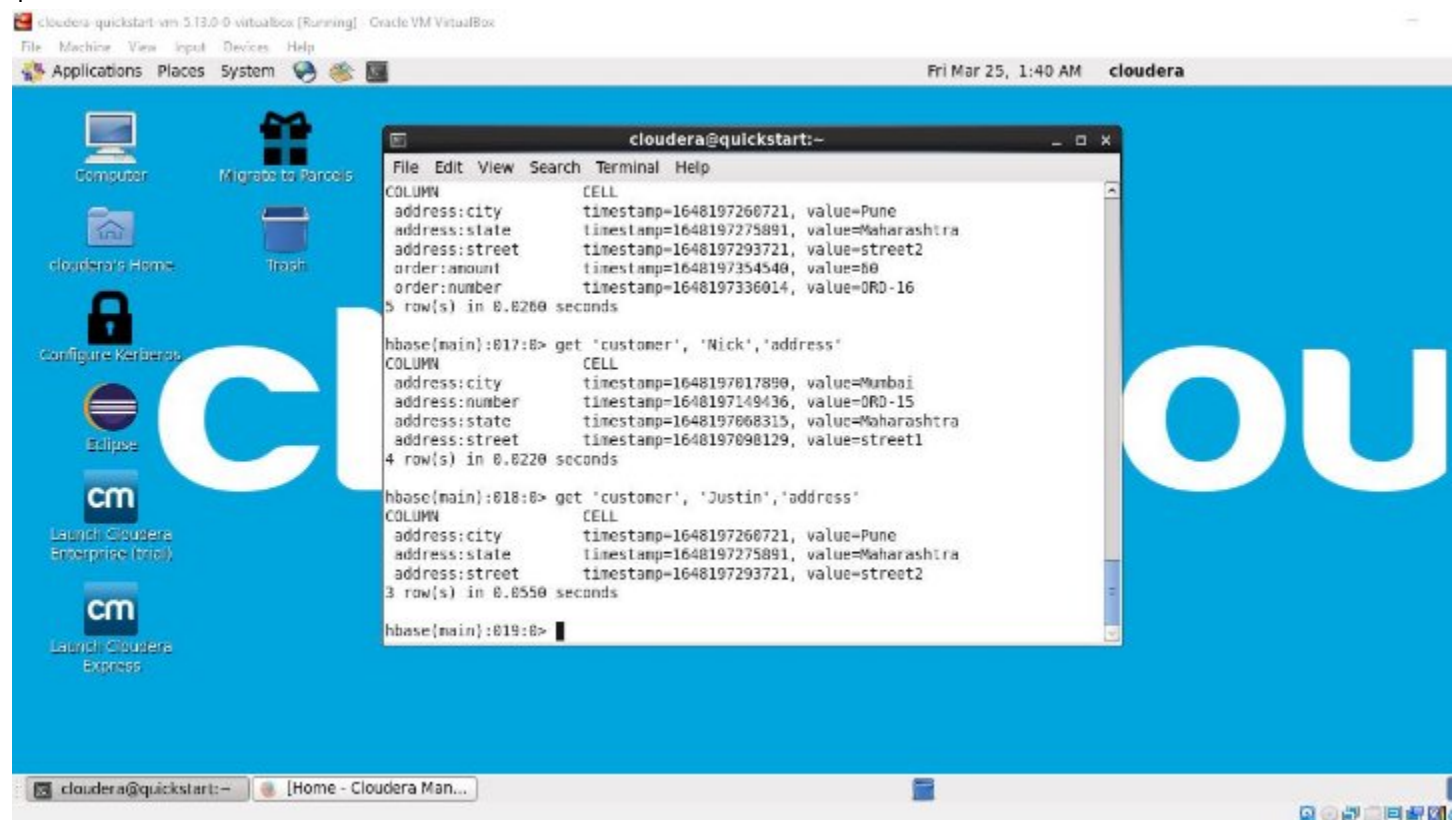 cloudera-quickstart-vm-5.13.0-0-virtualbox [Running] - Oracle VM VirtualBox
File Machine View Input Devices Help
Applications Places System Fri Mar 25, 1:40 AM cloudera
Computer
Migrate to Parcels
cloudera's Home
Trash
Configure Kerberos
Eclipse
cm
Launch Cloudera
Enterprise (trial)
cm
Launch Cloudera
Express
clou
cloudera@quickstart:~
File Edit View Search Terminal Help
COLUMN CELL
address:city timestamp=1648197260721, value=Pune
address:state timestamp=1648197275891, value=Maharashtra
address:street timestamp=1648197293721, value=street2
order:amount timestamp=1648197354540, value=60
order:number timestamp=1648197336014, value=ORD-16
5 row(s) in 0.0260 seconds
hbase(main):017:0> get 'customer', 'Nick','address'
COLUMN CELL
address:city timestamp=1648197017890, value=Mumbai
address:number timestamp=1648197149436, value=ORD-15
address:state timestamp=1648197068315, value=Maharashtra
address:street timestamp=1648197098129, value=street1
4 row(s) in 0.0220 seconds
hbase(main):018:0> get 'customer', 'Justin','address'
COLUMN CELL
address:city timestamp=1648197260721, value=Pune
address:state timestamp=1648197275891, value=Maharashtra
address:street timestamp=1648197293721, value=street2
3 row(s) in 0.0550 seconds
hbase(main):019:0>
cloudera@quickstart:~ [Home - Cloudera Man...